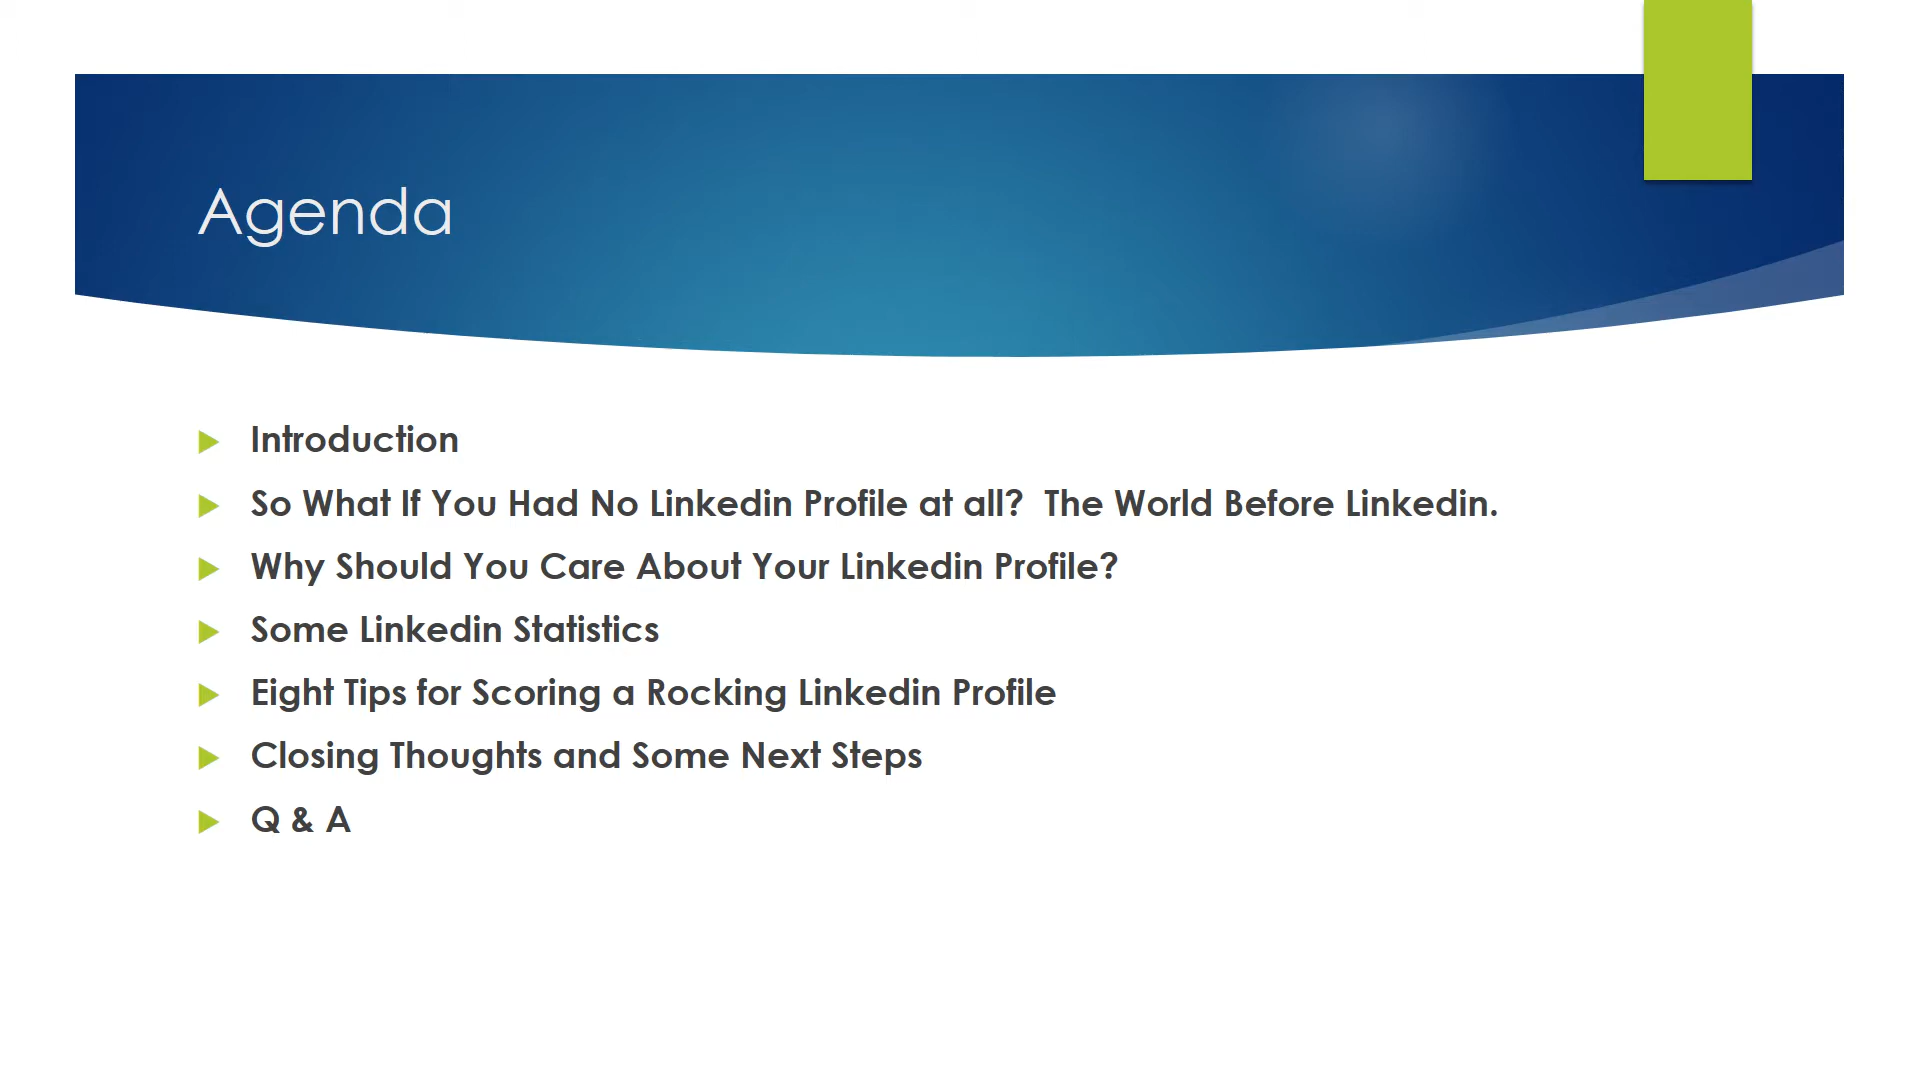 Agenda
Introduction
So What If You Had No Linkedin Profile at all?  The World Before Linkedin.
Why Should You Care About Your Linkedin Profile?
Some Linkedin Statistics
Eight Tips for Scoring a Rocking Linkedin Profile
Closing Thoughts and Some Next Steps
Q & A